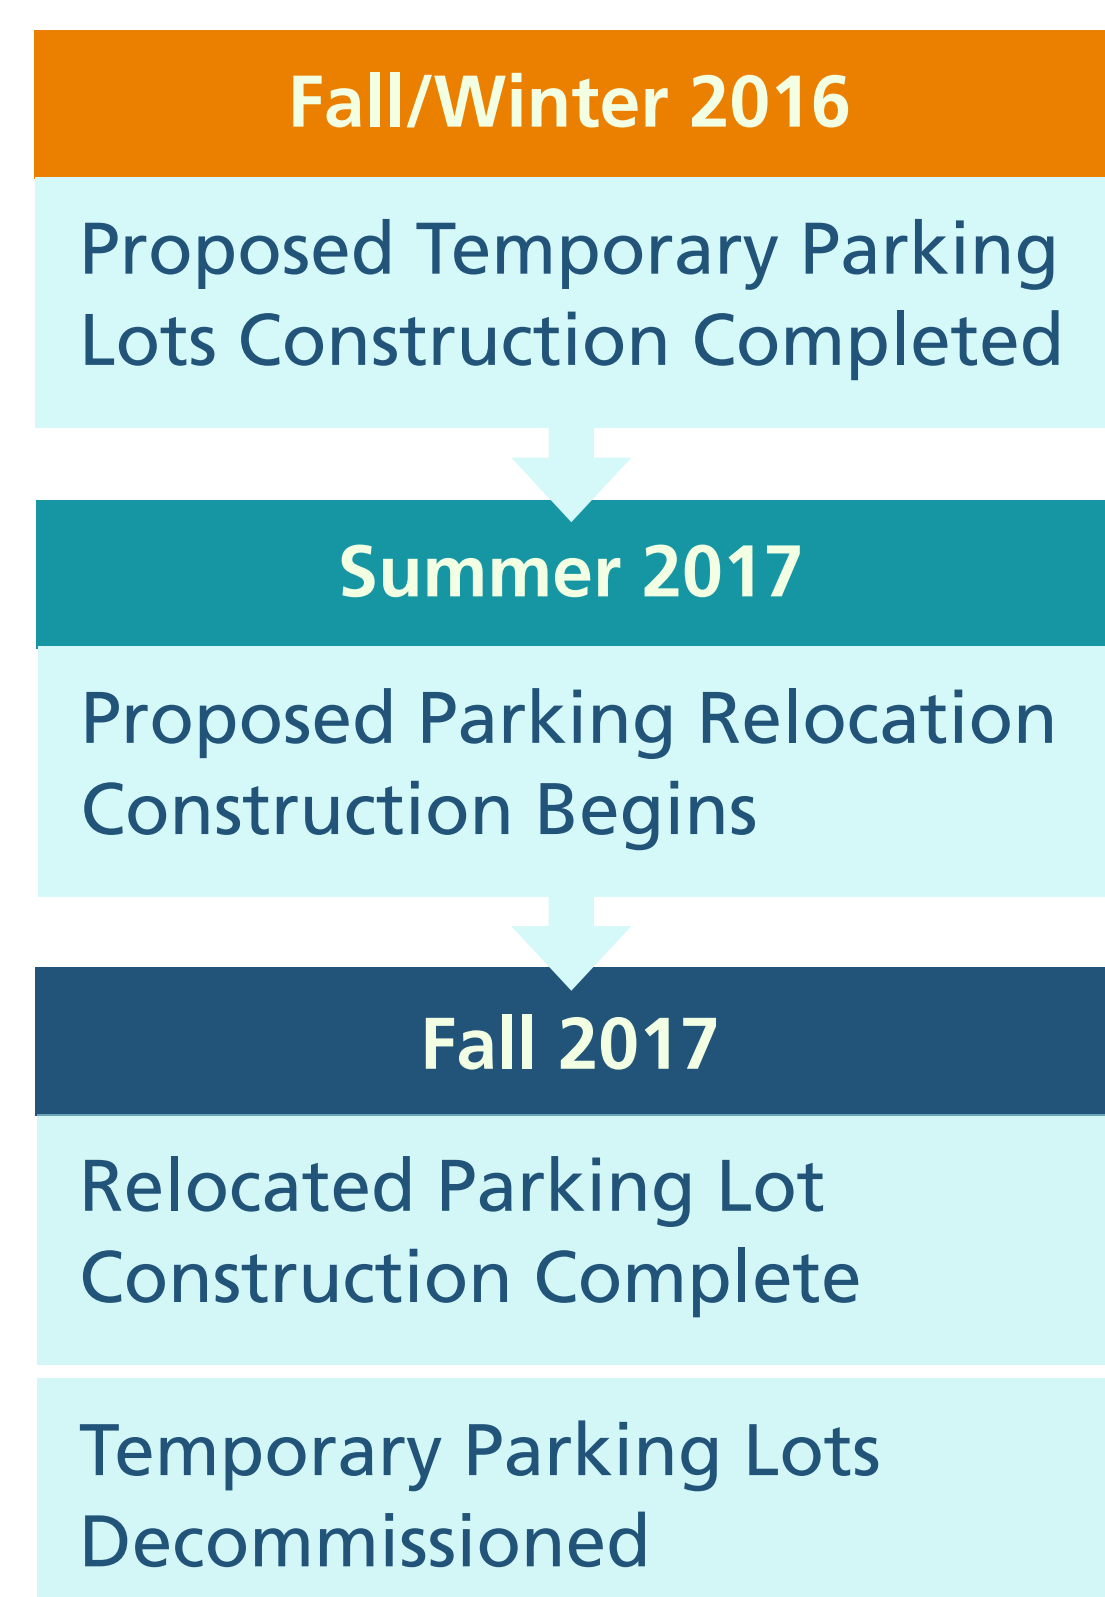 Fall/Winter 2016
Proposed Temporary Parking
Lots Construction Completed
Summer 2017
Proposed Parking Relocation
Construction Begins
Fall 2017
Relocated Parking Lot
Construction Complete
Temporary Parking Lots
Decommissioned